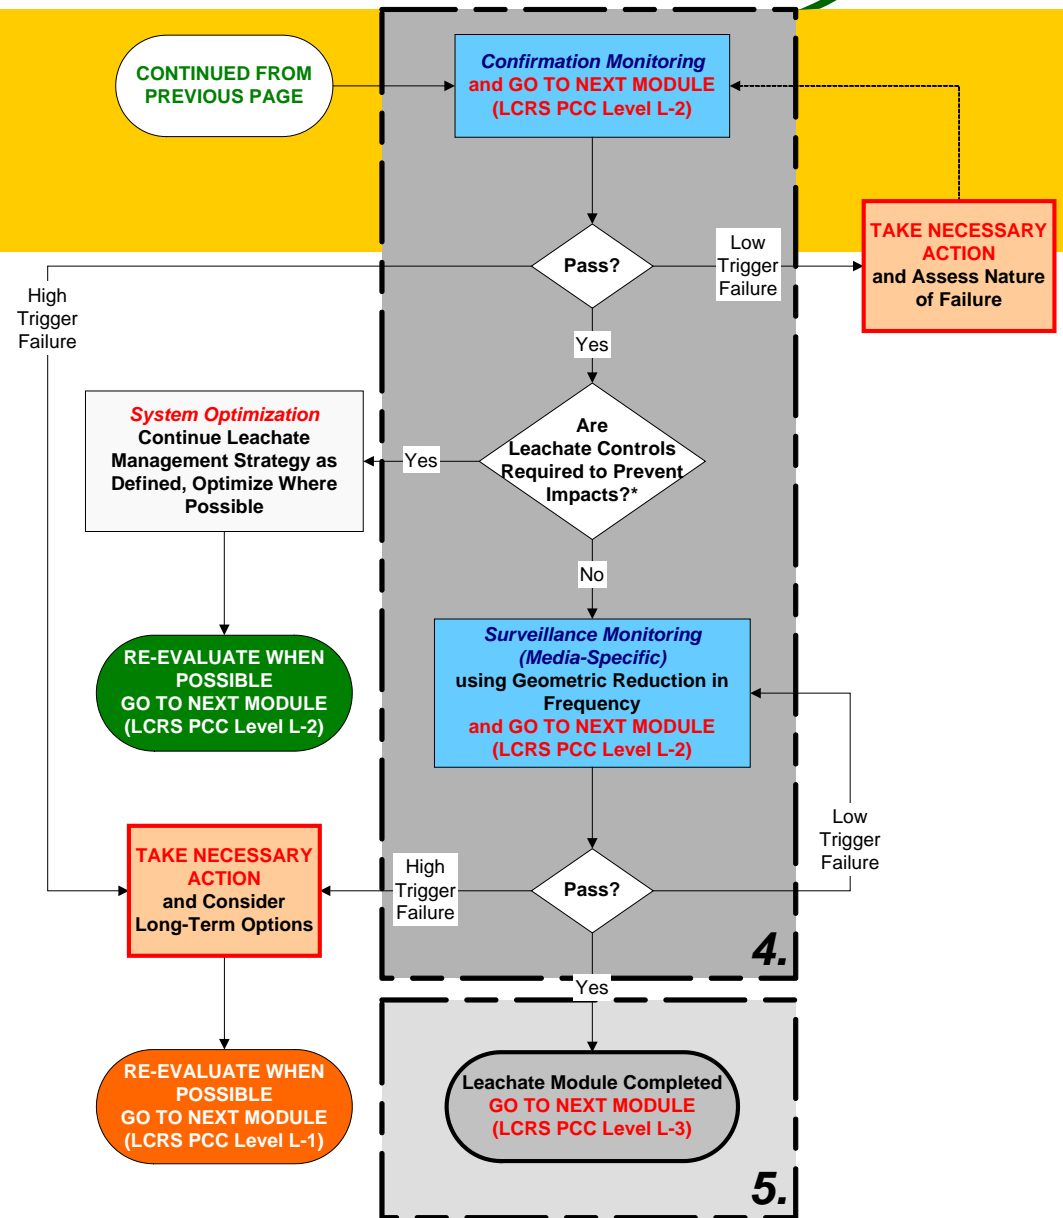 CONTINUED FROM
PREVIOUS PAGE
Confirmation Monitoring
and GO TO NEXT MODULE
(LCRS PCC Level L-2)
Pass?
Low
Trigger
Failure
TAKE NECESSARY
ACTION
and Assess Nature
of Failure
High
Trigger
Failure
Yes
Are
Leachate Controls
Required to Prevent
Impacts?*
Yes
System Optimization
Continue Leachate
Management Strategy as
Defined, Optimize Where
Possible
No
Surveillance Monitoring
(Media-Specific)
using Geometric Reduction in
Frequency
and GO TO NEXT MODULE
(LCRS PCC Level L-2)
RE-EVALUATE WHEN
POSSIBLE
GO TO NEXT MODULE
(LCRS PCC Level L-2)
Low
Trigger
Failure
Pass?
High
Trigger
Failure
TAKE NECESSARY
ACTION
and Consider
Long-Term Options
4.
Yes
Leachate Module Completed
GO TO NEXT MODULE
(LCRS PCC Level L-3)
RE-EVALUATE WHEN
POSSIBLE
GO TO NEXT MODULE
(LCRS PCC Level L-1)
5.